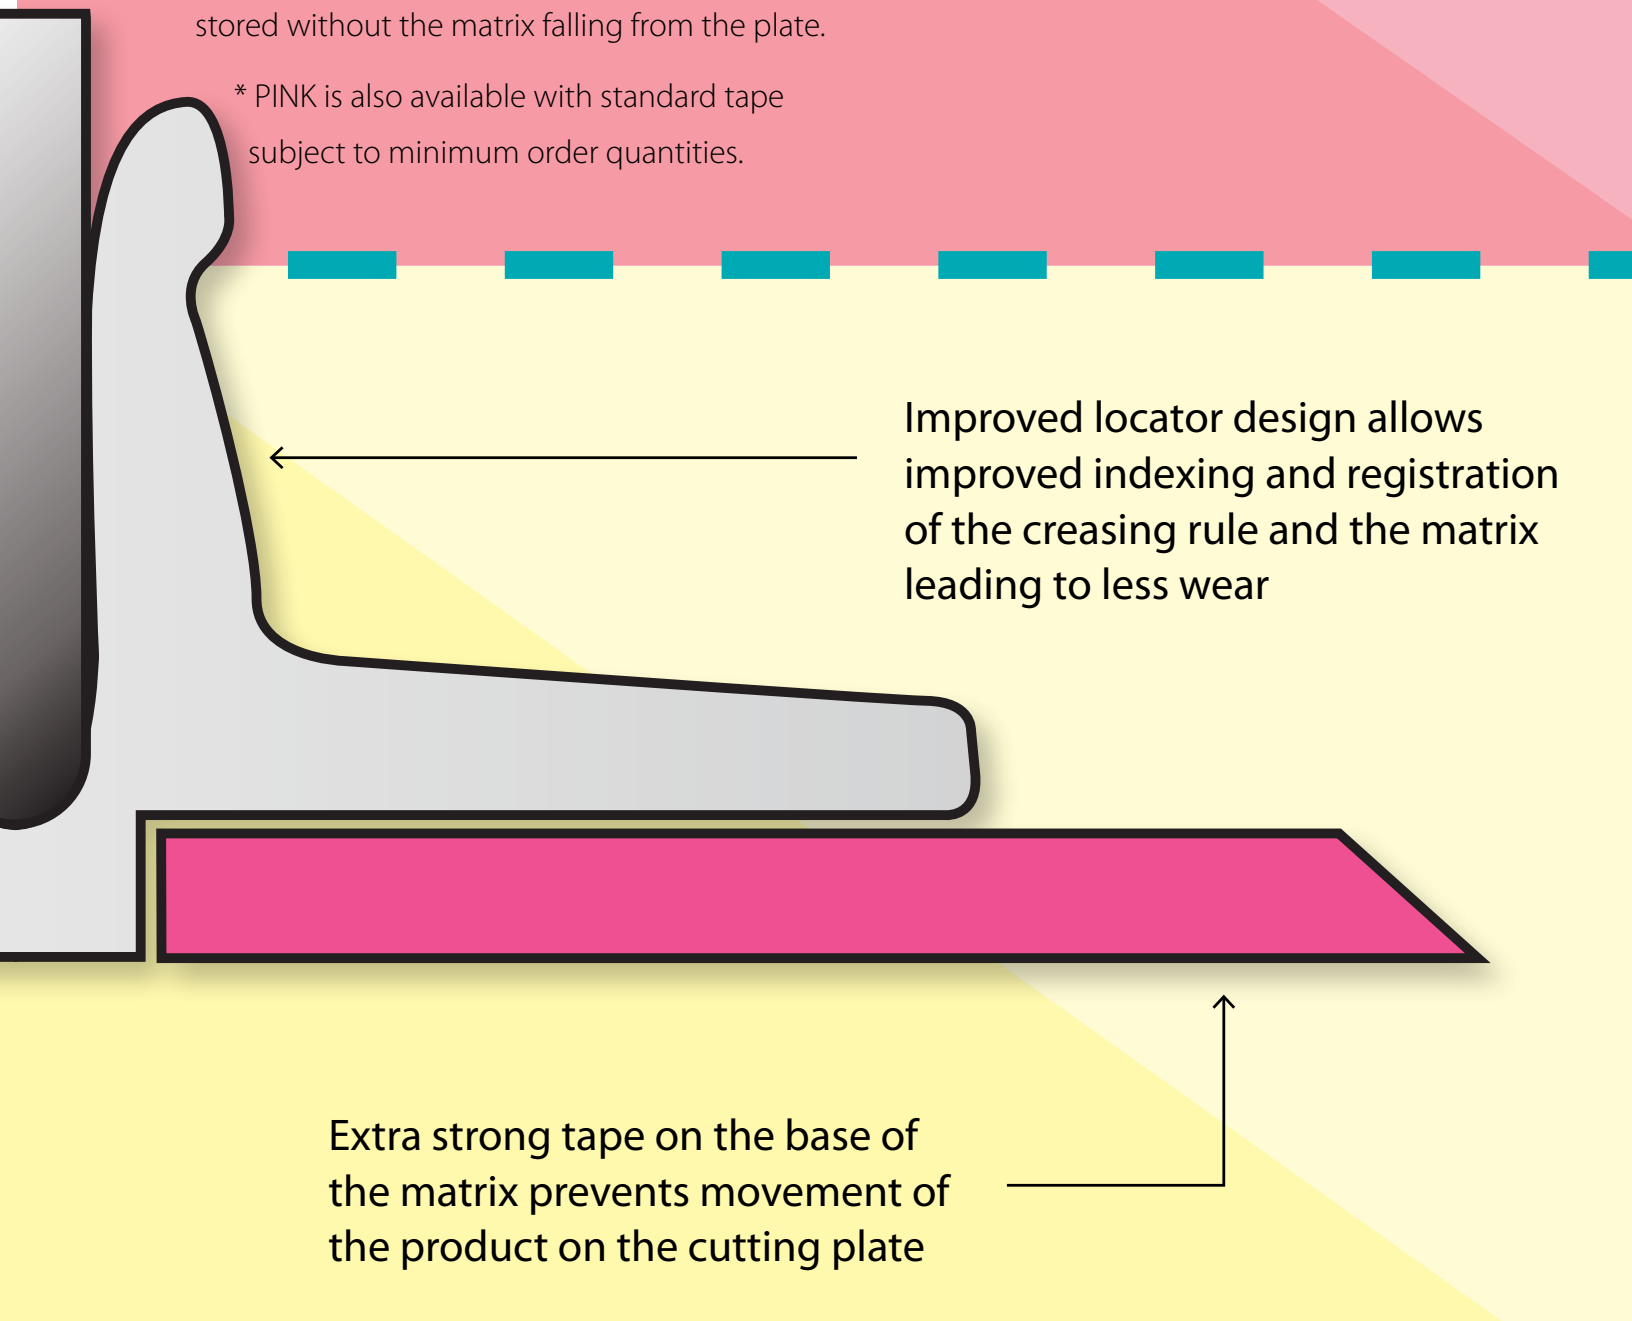 stored without the matrix falling from the plate.
* PINK is also available with standard tape
subject to minimum order quantities.
Improved locator design allows
improved indexing and registration
of the creasing rule and the matrix
leading to less wear
Extra strong tape on the base of
the matrix prevents movement of
the product on the cutting plate